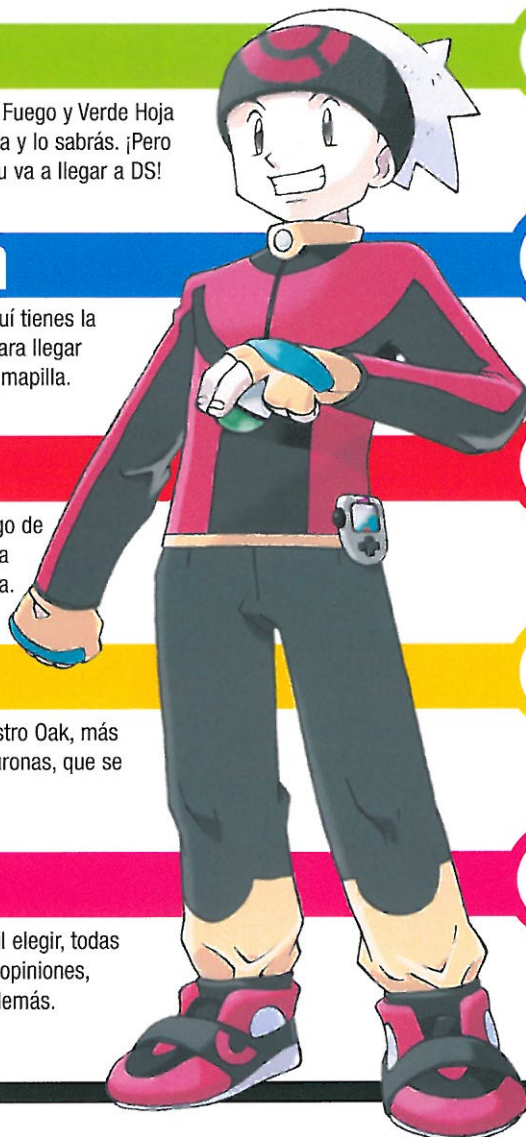 Fuego y Verde Hoja
a y lo sabrás. ¡Pero
u va a llegar a DS!
uí tienes la
ara llegar
mapilla.
go de
a
a.
stro Oak, más
uronas, que se
l elegir, todas
opiniones,
demás.